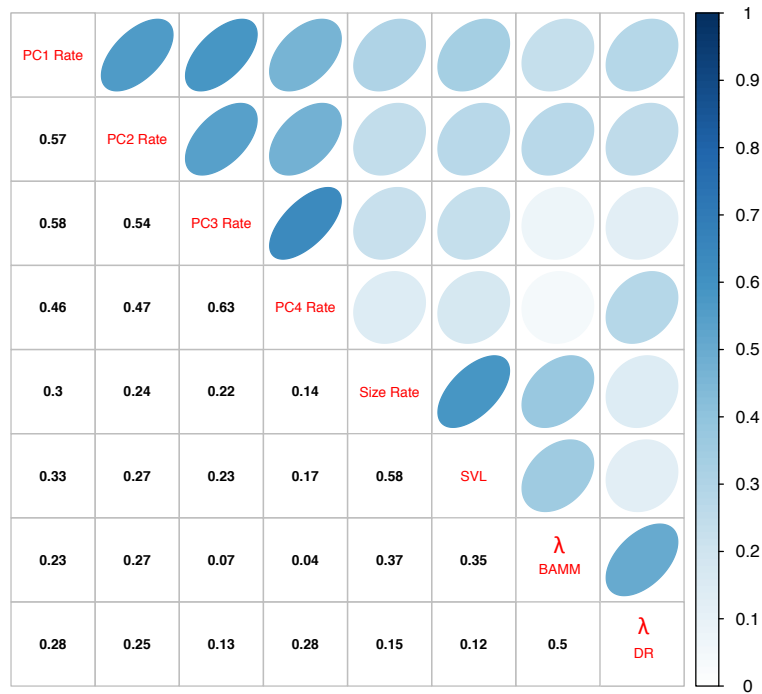 PC1 Rate
0.57 PC2 Rate
0.58 0.54 PC3 Rate
0.46 0.47 0.63 PC4 Rate
0.3 0.24 0.22 0.14 Size Rate
0.33 0.27 0.23 0.17 0.58 SVL
0.23 0.27 0.07 0.04 0.37 0.35 λ
BAMM
0.28 0.25 0.13 0.28 0.15 0.12 0.5 λ
DR
1
0.9
0.8
0.7
0.6
0.5
0.4
0.3
0.2
0.1
0